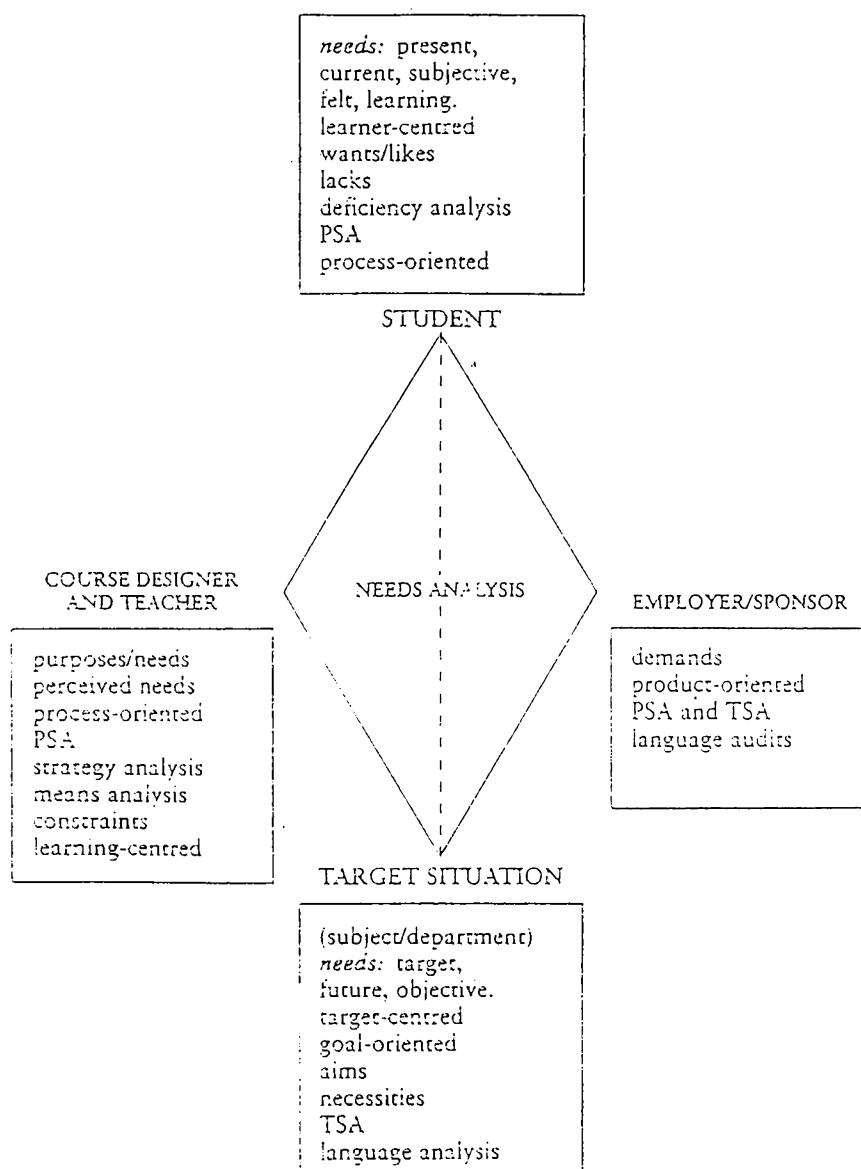 needs: present,
current, subjective,
felt, learning.
learner-centred
wants/likes
lacks
deficiency analysis
PSA
process-oriented
STUDENT
COURSE DESIGNER
AND TEACHER
NEEDS ANALYSIS
EMPLOYER/SPONSOR
purposes/needs
perceived needs
process-oriented
PSA
strategy analysis
means analysis
constraints
learning-centred
demands
product-oriented
PSA and TSA
language audits
TARGET SITUATION
(subject/department)
needs: target,
future, objective.
target-centred
goal-oriented
aims
necessities
TSA
language analysis